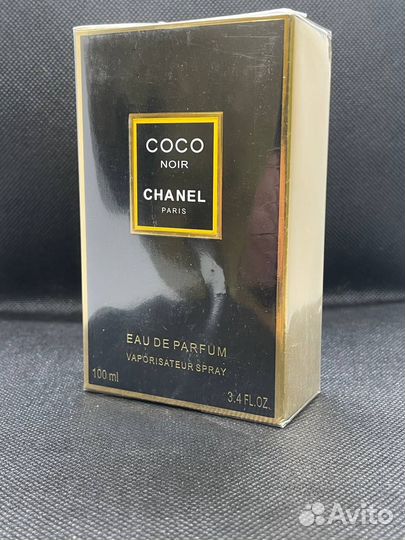 COCO
NOIR
CHANEL
PARIS
EAU DE PARFUM
VAPORISATEUR SPRAY
100 ml
3.4 FL.OZ.
Avito